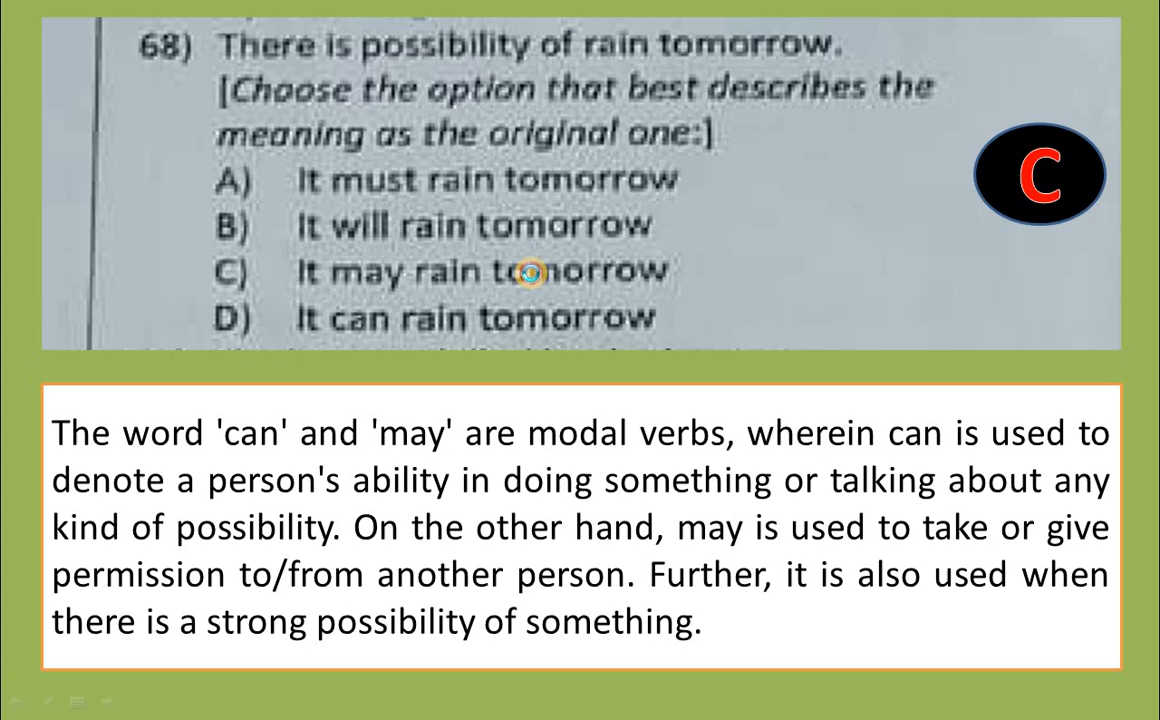 68) There is possibility of rain tomorrow.
[Choose the option that best describes the
meaning as the original one:]
A) It must rain tomorrow
B) It will rain tomorrow
C) It may rain tomorrow
D) It can rain tomorrow
C
The word 'can' and 'may' are modal verbs, wherein can is used to
denote a person's ability in doing something or talking about any
kind of possibility. On the other hand, may is used to take or give
permission to/from another person. Further, it is also used when
there is a strong possibility of something.